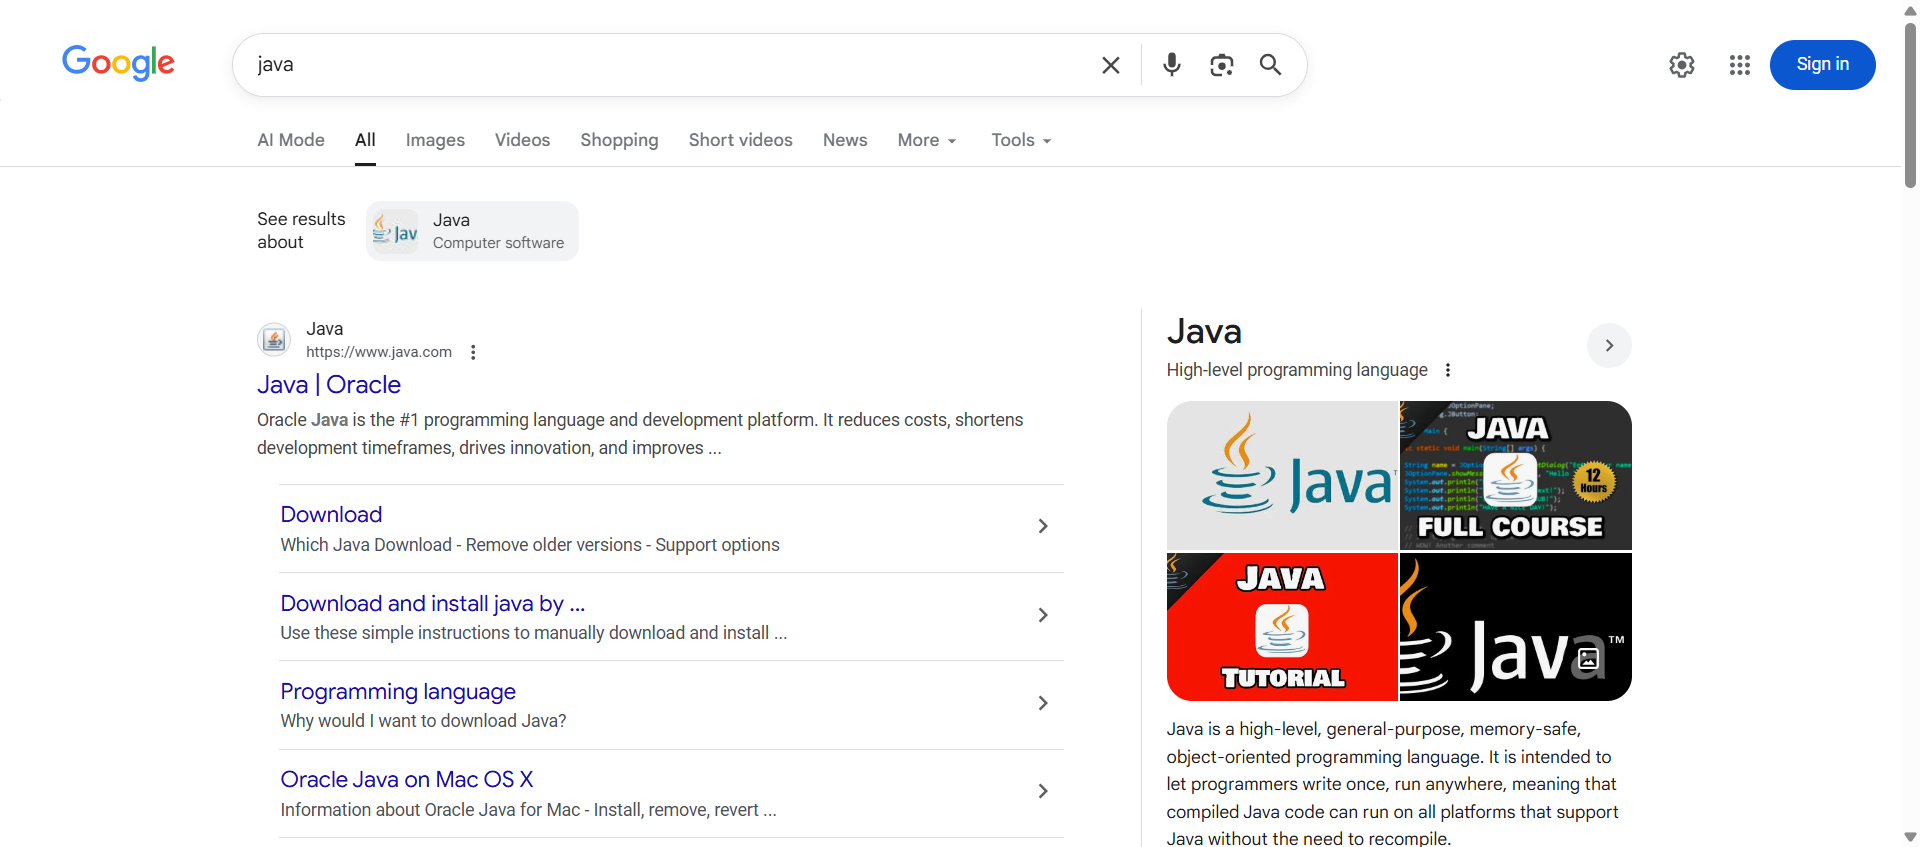 Google
java
Sign in
AI Mode
All
Images
Videos
Shopping
Short videos
News
More
Tools
See results
about
Jav
Java
Computer software
Java
https://www.java.com
Java | Oracle
Oracle Java is the #1 programming language and development platform. It reduces costs, shortens
development timeframes, drives innovation, and improves ...
Download
Which Java Download - Remove older versions - Support options
Download and install java by ...
Use these simple instructions to manually download and install ...
Programming language
Why would I want to download Java?
Oracle Java on Mac OS X
Information about Oracle Java for Mac - Install, remove, revert ...
Java
High-level programming language
Java
JAVA
12
Hours
FULL COURSE
JAVA
TUTORIAL
Java™
Java is a high-level, general-purpose, memory-safe,
object-oriented programming language. It is intended to
let programmers write once, run anywhere, meaning that
compiled Java code can run on all platforms that support
Java without the need to recompile.